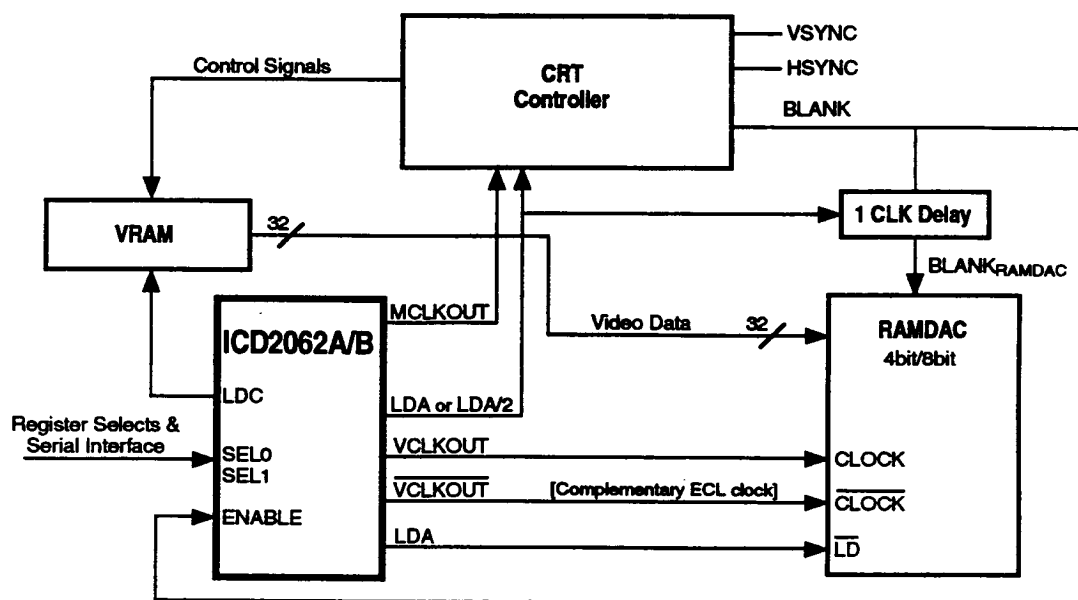 VSYNC
Control Signals
CRT
Controller
HSYNC
BLANK
32
VRAM
1 CLK Delay
BLANKRAMDAC
MCLKOUT
Video Data
32
RAMDAC
4bit/8bit
ICD2062A/B
LDC
LDA or LDA/2
Register Selects &
Serial Interface
SEL0
SEL1
VCLKOUT
CLOCK
VCLKOUT
[Complementary ECL clock]
CLOCK
ENABLE
LDA
LD